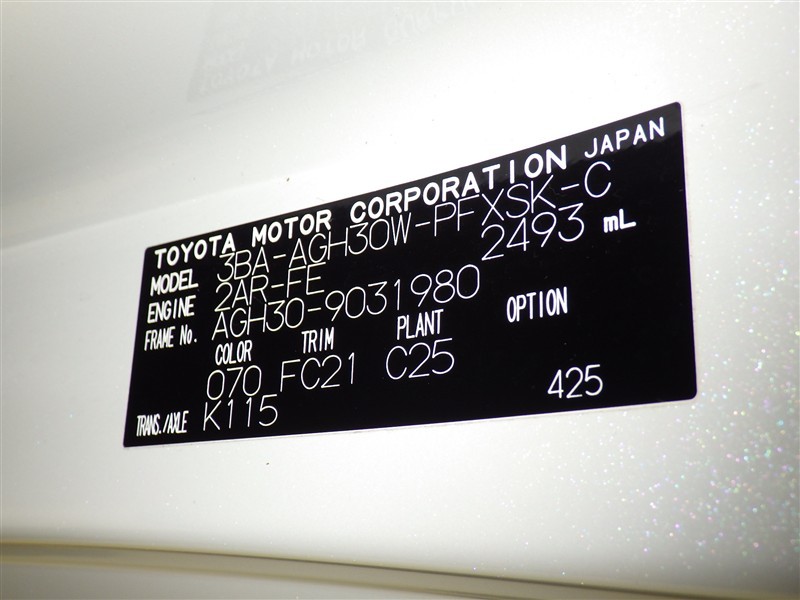 TOYOTA MOTOR CORPORATION JAPAN
MODEL 3BA-AGH30W-PFXSK-C
ENGINE 2AR-FE 2493 mL
FRAME No. AGH30-9031980
COLOR TRIM PLANT OPTION
070 FC21 C25
TRANS./AXLE K115 425